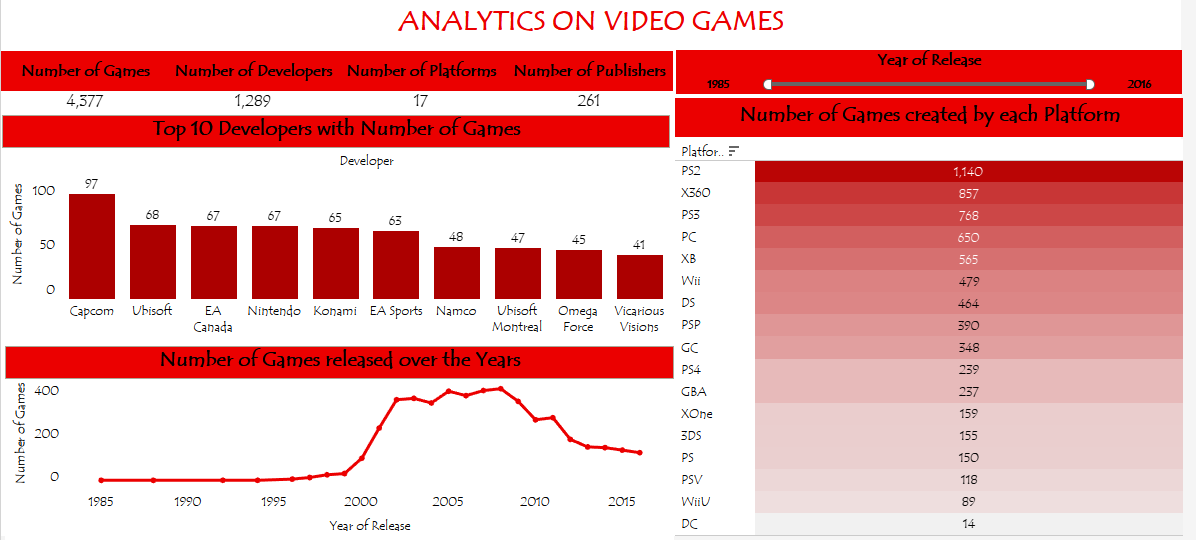 ANALYTICS ON VIDEO GAMES
Number of Games Number of Developers Number of Platforms Number of Publishers
4,577 1,289 17 261
Year of Release
1985 2016
Top 10 Developers with Number of Games
Developer
Number of Games
100
50
0
97 68 67 67 65 63 48 47 45 41
Capcom Ubisoft EA Canada Nintendo Konami EA Sports Namco Ubisoft Montreal Omega Force Vicarious Visions
Number of Games released over the Years
Number of Games
400
200
0
1985 1990 1995 2000 2005 2010 2015
Year of Release
Number of Games created by each Platform
Platfor..
PS2 1,140
X360 857
PS3 768
PC 650
XB 565
Wii 479
DS 464
PSP 390
GC 348
PS4 239
GBA 237
XOne 159
3DS 155
PS 150
PSV 118
WiiU 89
DC 14